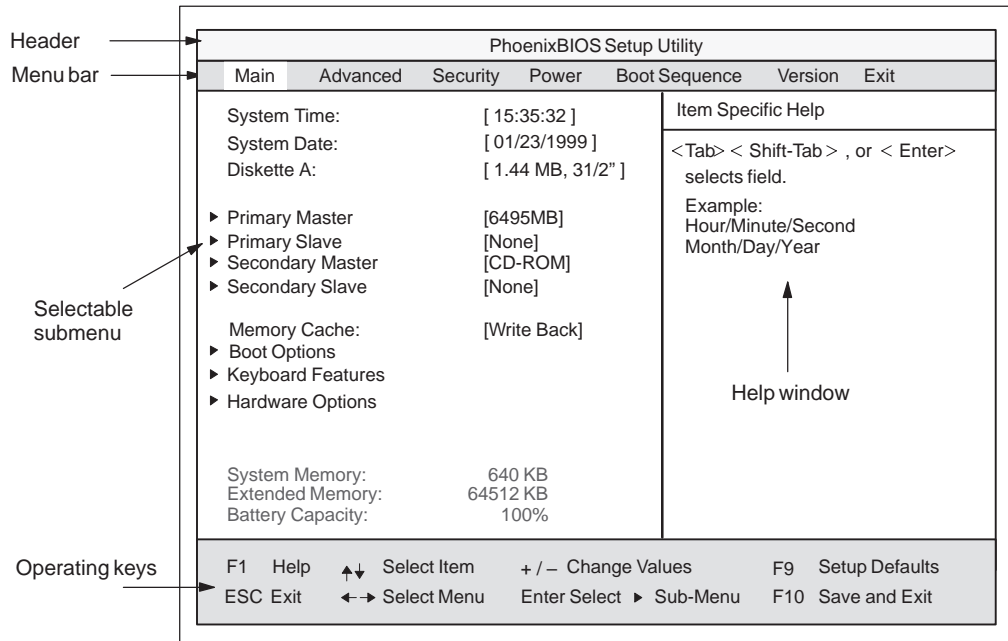 Header
PhoenixBIOS Setup Utility
Menu bar
Main Advanced Security Power Boot Sequence Version Exit
System Time: [ 15:35:32 ]
System Date: [ 01/23/1999 ]
Diskette A: [ 1.44 MB, 31/2” ]
▶ Primary Master [6495MB]
▶ Primary Slave [None]
▶ Secondary Master [CD-ROM]
▶ Secondary Slave [None]
Selectable
submenu
Memory Cache: [Write Back]
▶ Boot Options
▶ Keyboard Features
▶ Hardware Options
System Memory: 640 KB
Extended Memory: 64512 KB
Battery Capacity: 100%
Item Specific Help
<Tab> < Shift-Tab > , or < Enter>
selects field.
Example:
Hour/Minute/Second
Month/Day/Year
Help window
Operating keys
F1 Help ▲▼ Select Item + / – Change Values F9 Setup Defaults
ESC Exit ◀▶ Select Menu Enter Select ▶ Sub-Menu F10 Save and Exit